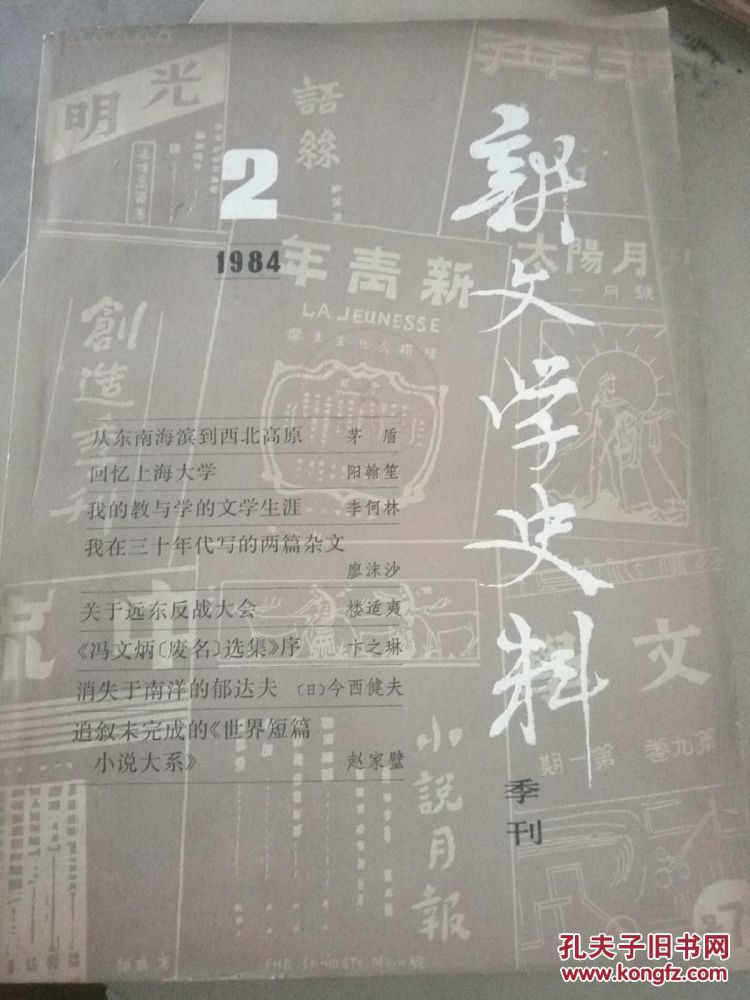 新文学史料
季刊
2
1984
从东南海滨到西北高原 茅盾
回忆上海大学 阳翰笙
我的教与学的文学生涯 李何林
我在三十年代写的两篇杂文
廖沫沙
关于远东反战大会 楼适夷
《冯文炳〔废名〕选集》序 卞之琳
消失于南洋的郁达夫 〔日〕今西健夫
追叙未完成的《世界短篇
小说大系》 赵家璧
光明
語絲
年青新
LA JEUNESSE
太陽月刊
創造
文學
期一第 卷九第
小說月報
孔夫子旧书网
www.kongfz.com